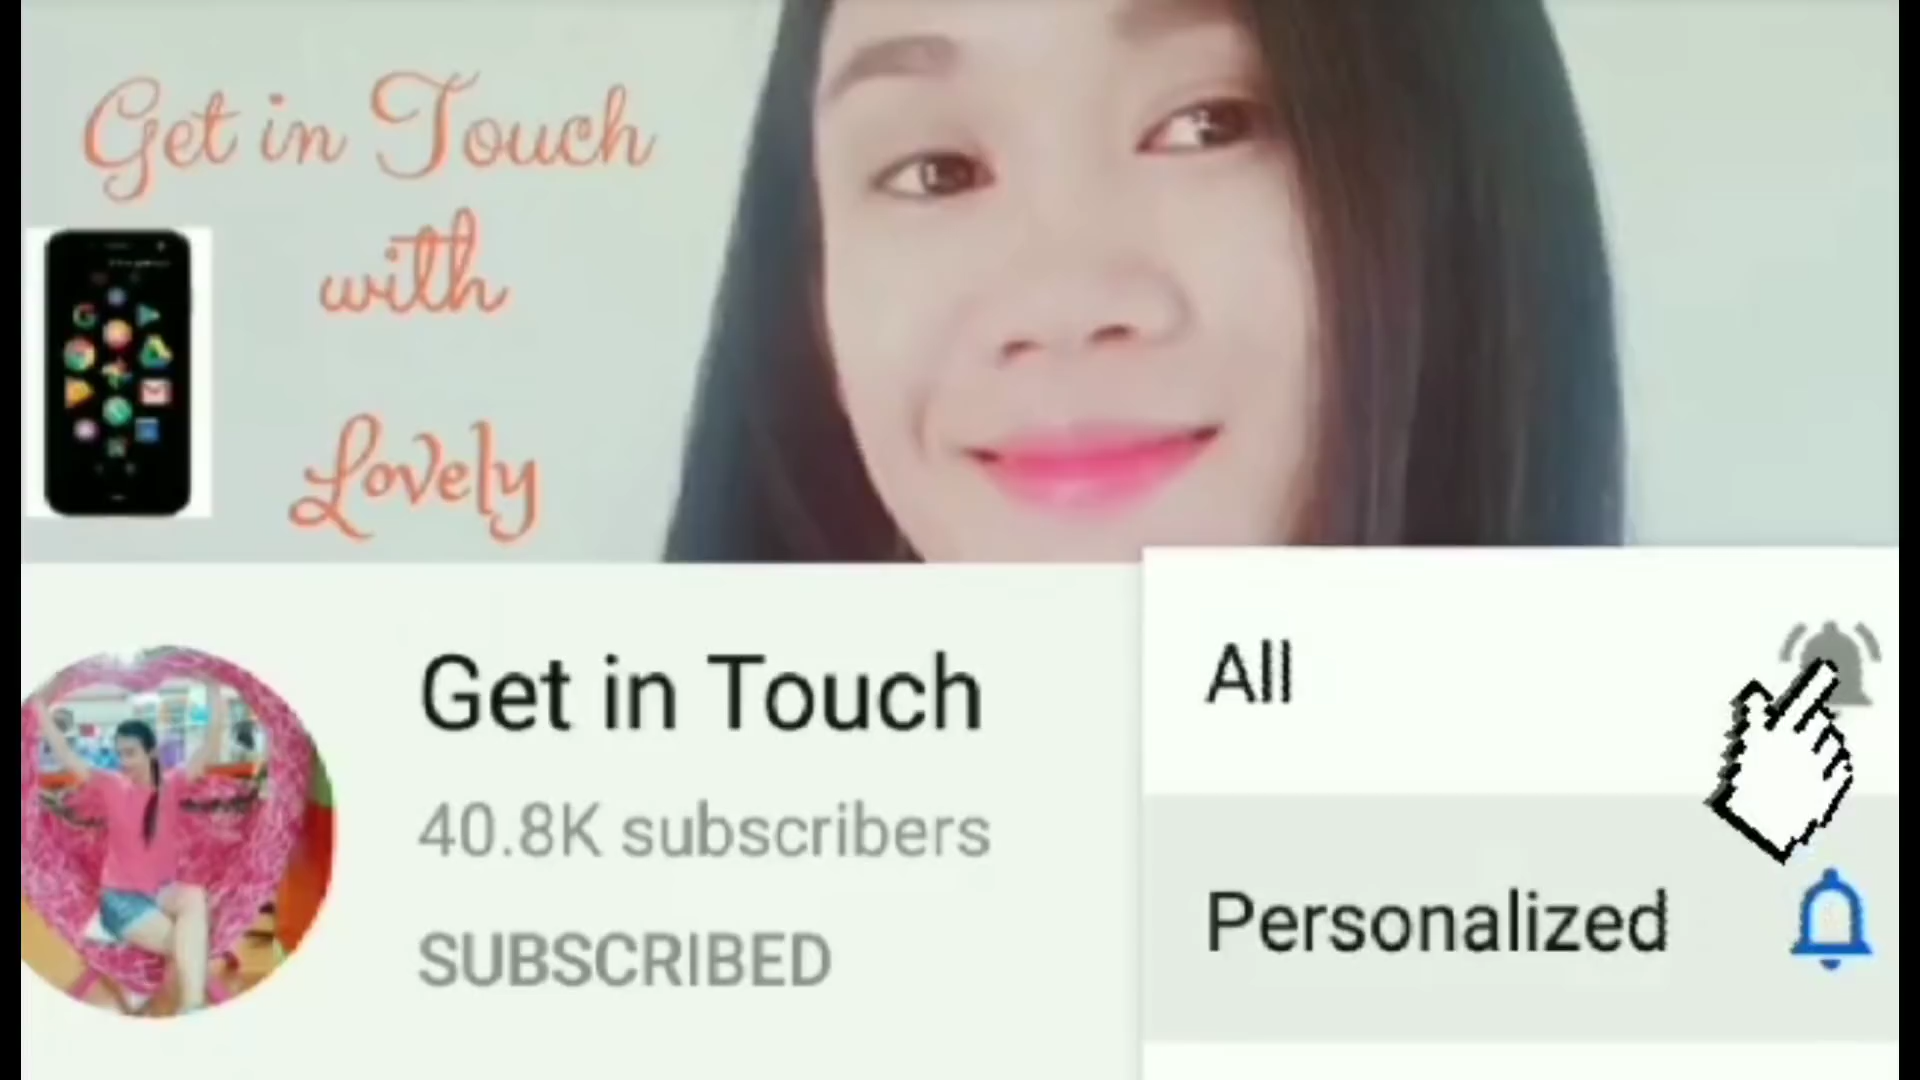 Get in Touch
with
Lovely
Get in Touch
40.8K subscribers
SUBSCRIBED
All
Personalized